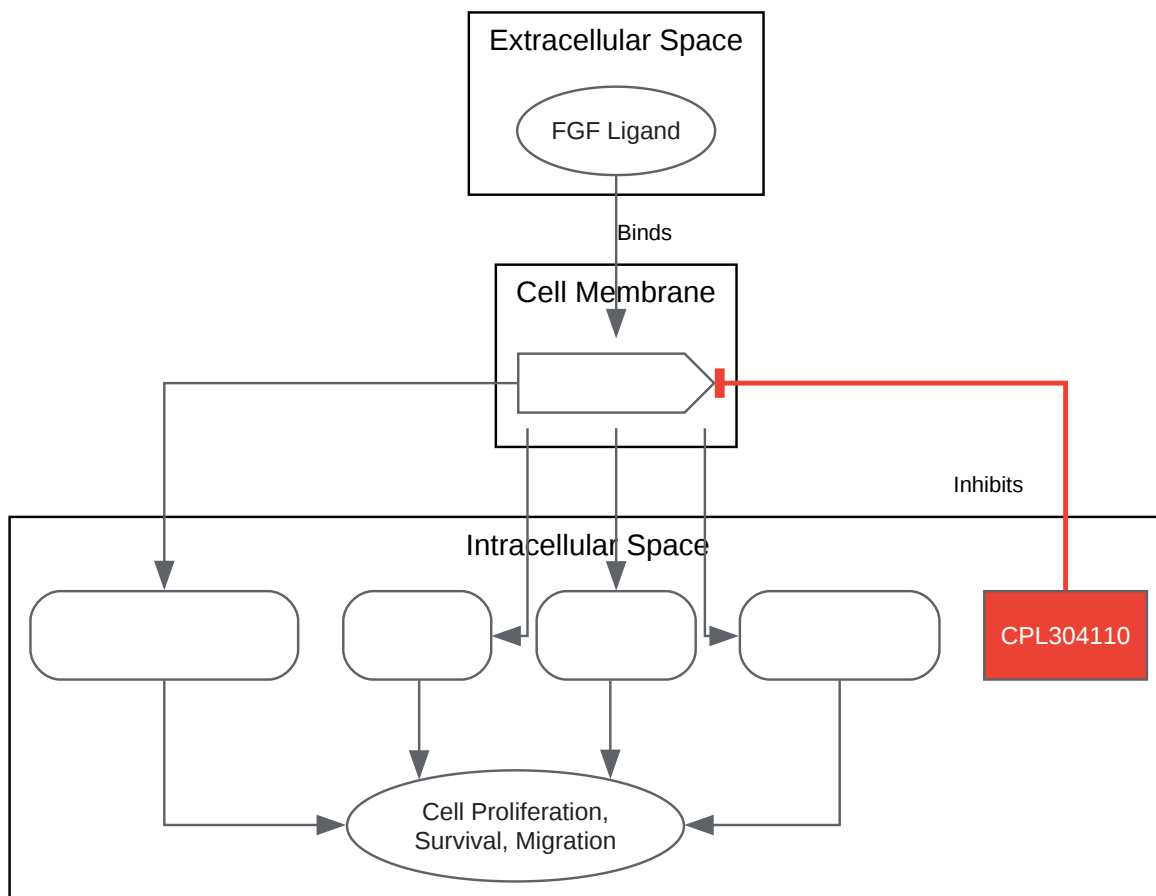 Extracellular Space
FGF Ligand
Binds
Cell Membrane
Inhibits
Intracellular Space
CPL304110
Cell Proliferation,
Survival, Migration